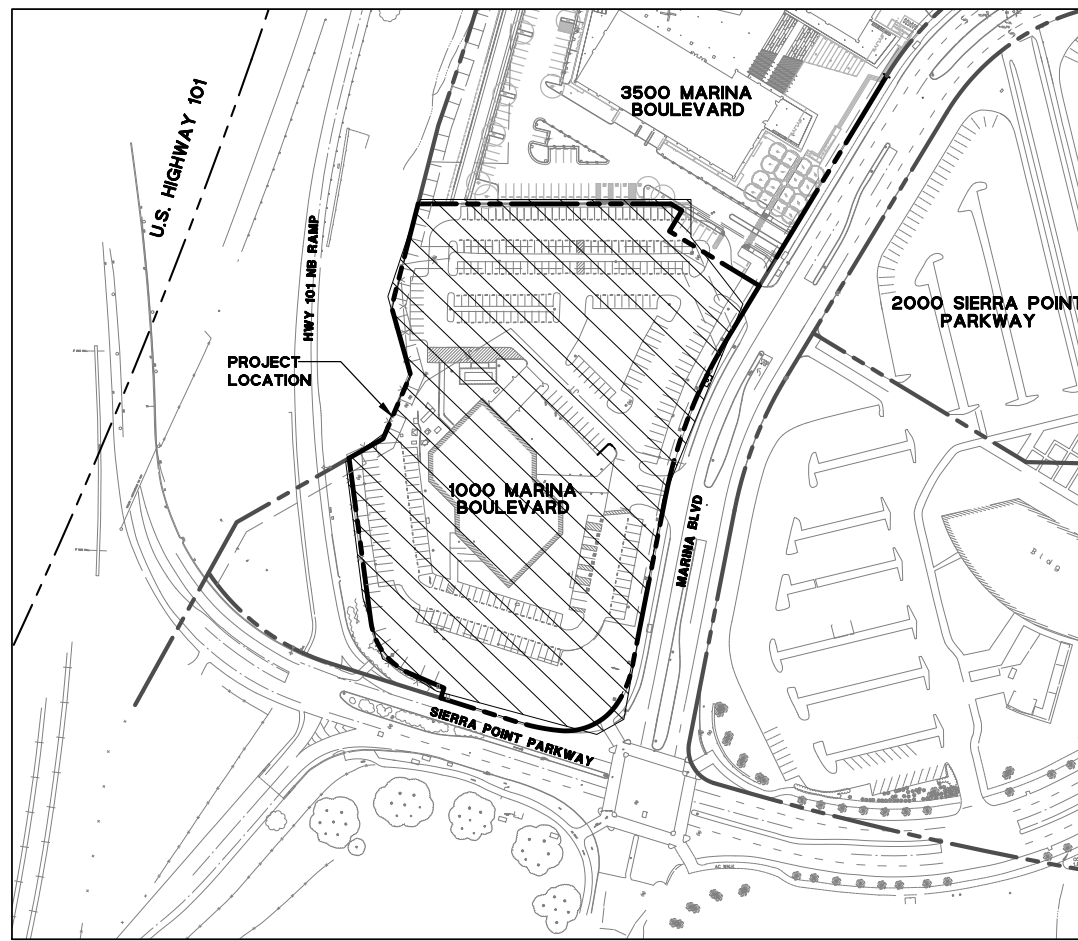 3500 MARINA
BOULEVARD
U.S. HIGHWAY 101
HWY 101 NB RAMP
2000 SIERRA POINT
PARKWAY
PROJECT
LOCATION
1000 MARINA
BOULEVARD
MARINA BLVD
Bldg
SIERRA POINT PARKWAY